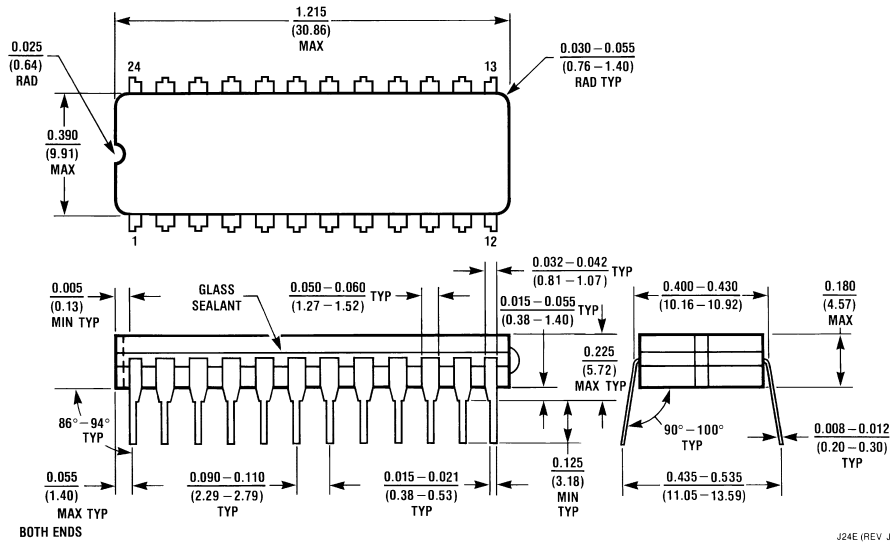 1.215
(30.86)
MAX
0.025
(0.64)
RAD
24
13
0.030 – 0.055
(0.76 – 1.40)
RAD TYP
0.390
(9.91)
MAX
1
12
0.005
(0.13)
MIN TYP
GLASS
SEALANT
0.050 – 0.060
(1.27 – 1.52)
TYP
0.032 – 0.042
(0.81 – 1.07)
TYP
0.015 – 0.055
(0.38 – 1.40)
TYP
0.400 – 0.430
(10.16 – 10.92)
0.180
(4.57)
MAX
0.225
(5.72)
MAX TYP
86° – 94°
TYP
90° – 100°
TYP
0.008 – 0.012
(0.20 – 0.30)
TYP
0.055
(1.40)
MAX TYP
BOTH ENDS
0.090 – 0.110
(2.29 – 2.79)
TYP
0.015 – 0.021
(0.38 – 0.53)
TYP
0.125
(3.18)
MIN
TYP
0.435 – 0.535
(11.05 – 13.59)
J24E (REV J